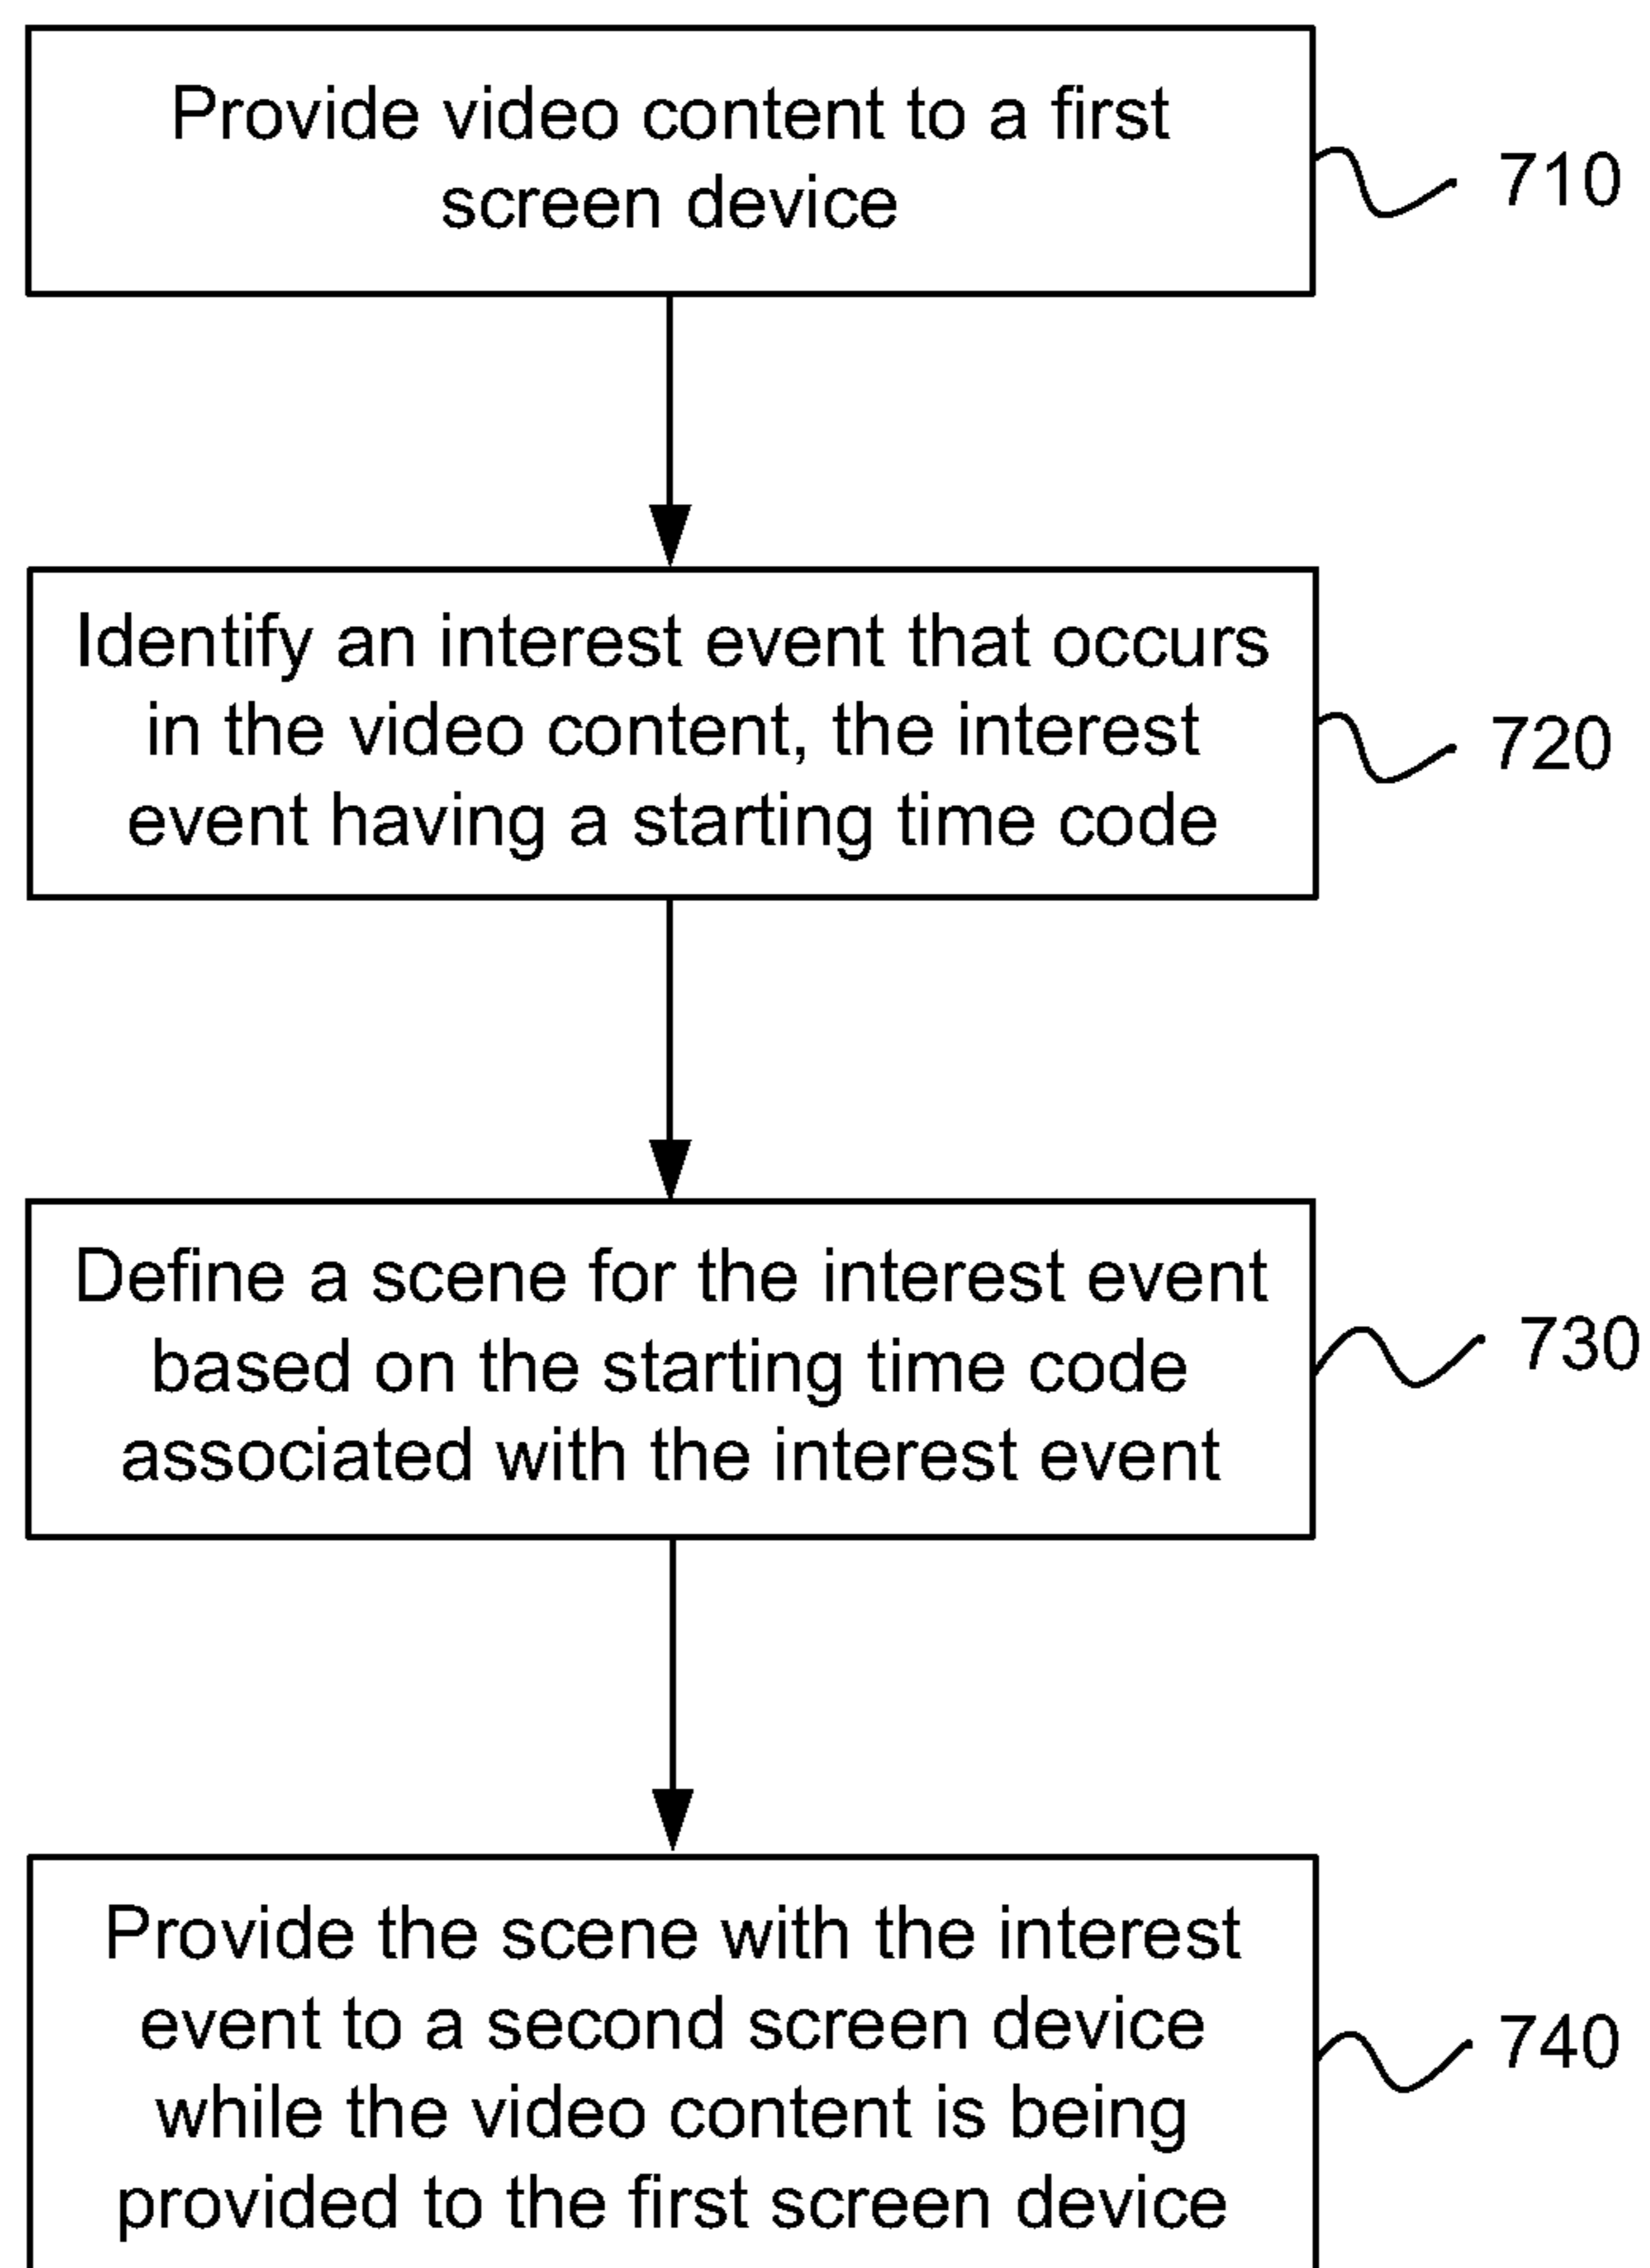 Provide video content to a first
screen device
710
Identify an interest event that occurs
in the video content, the interest
event having a starting time code
720
Define a scene for the interest event
based on the starting time code
associated with the interest event
730
Provide the scene with the interest
event to a second screen device
while the video content is being
provided to the first screen device
740